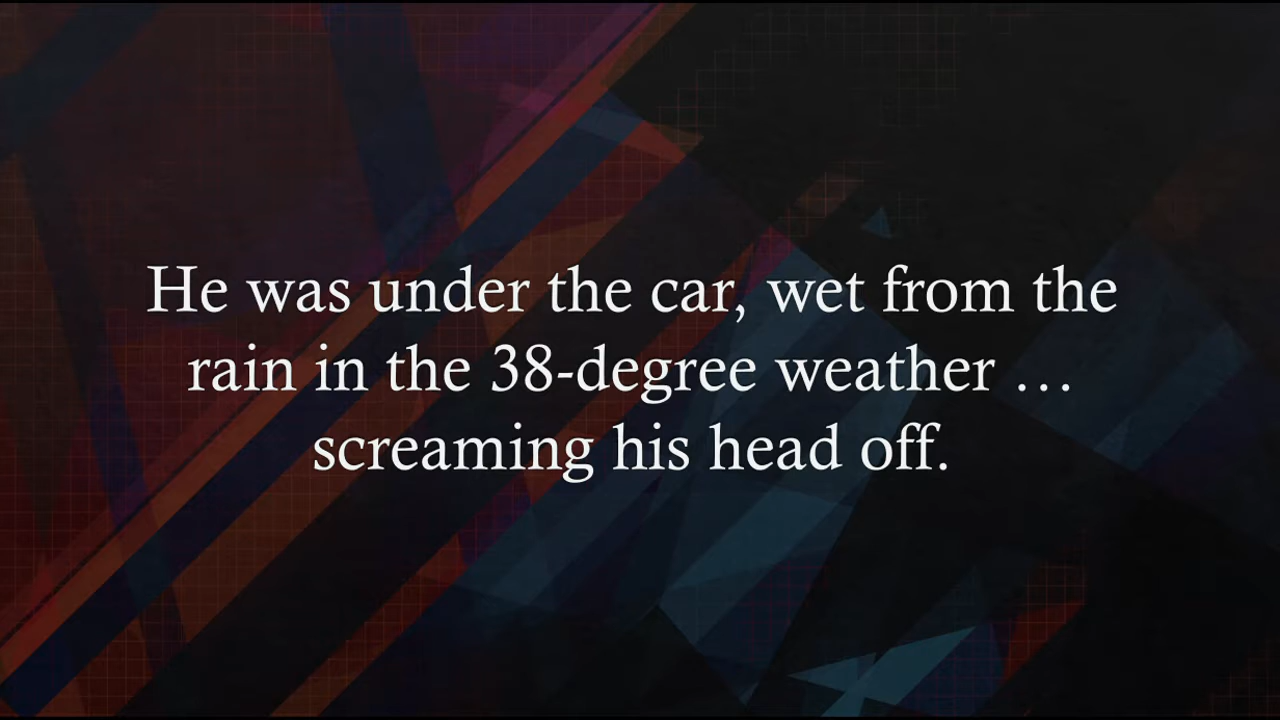 He was under the car, wet from the
rain in the 38-degree weather …
screaming his head off.